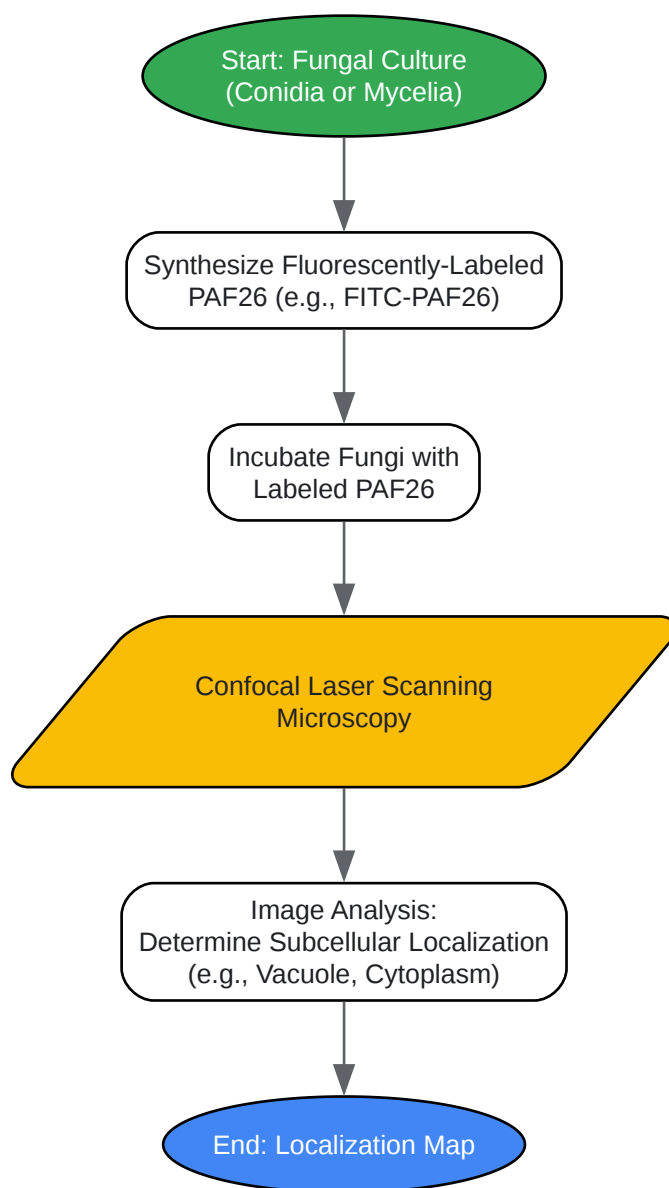 Start: Fungal Culture
(Conidia or Mycelia)
Synthesize Fluorescently-Labeled
PAF26 (e.g., FITC-PAF26)
Incubate Fungi with
Labeled PAF26
Confocal Laser Scanning
Microscopy
Image Analysis:
Determine Subcellular Localization
(e.g., Vacuole, Cytoplasm)
End: Localization Map